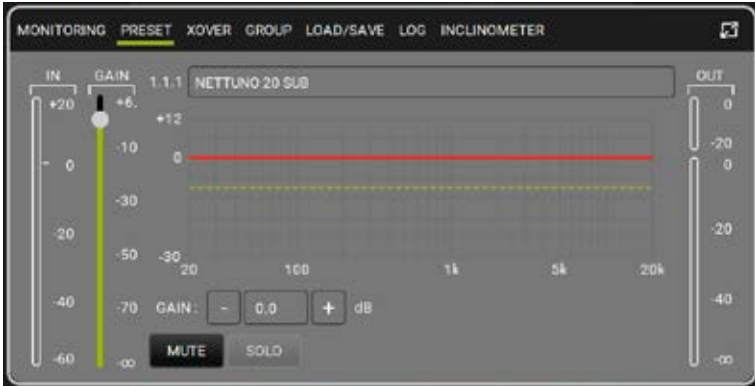 MONITORING PRESET XOVER GROUP LOAD/SAVE LOG INCLINOMETER
IN GAIN 1.1.1 NETTUNO 20 SUB OUT
+20 +6. +12 0
-10 0 -20
0 0
-30
-20 -50 -30 -20
20 100 1k 5k 20k
-40 -70 GAIN: - 0.0 + dB -40
MUTE SOLO
-60 -∞ -∞